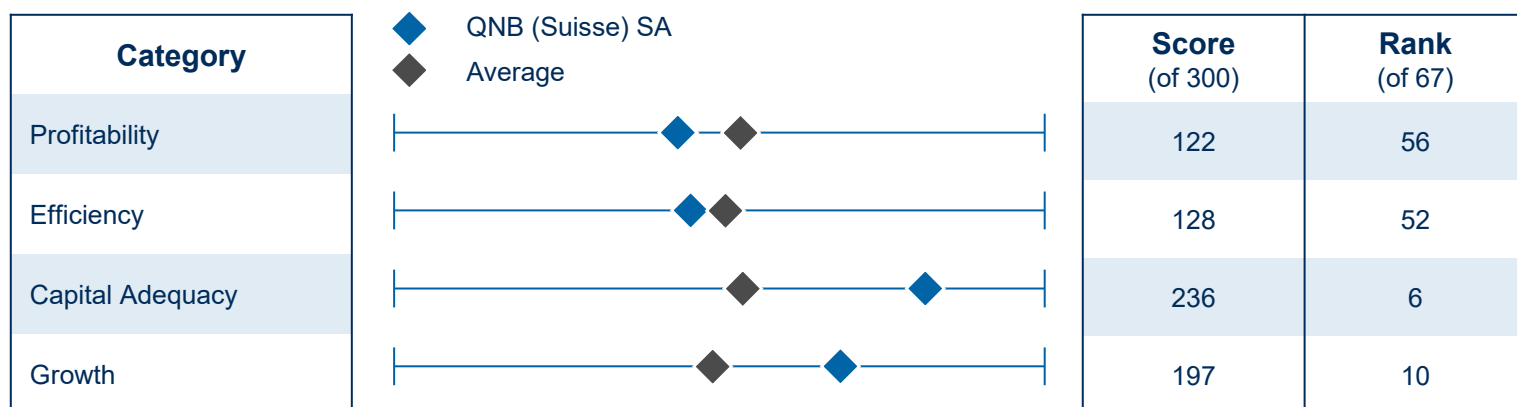 Category
QNB (Suisse) SA
Average
Score
(of 300)
Rank
(of 67)
Profitability
122
56
Efficiency
128
52
Capital Adequacy
236
6
Growth
197
10